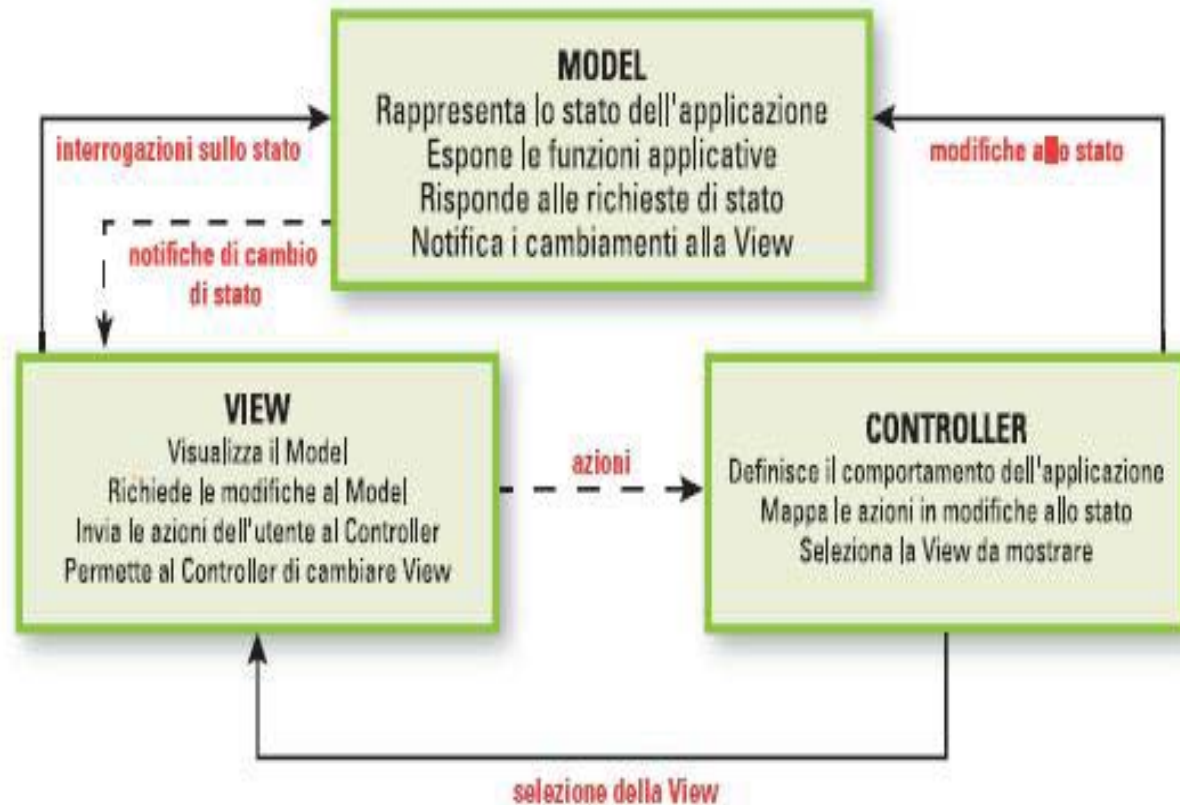 MODEL
Rappresenta lo stato dell'applicazione
Espone le funzioni applicative
Risponde alle richieste di stato
Notifica i cambiamenti alla View
interrogazioni sullo stato
modifiche allo stato
notifiche di cambio
di stato
VIEW
Visualizza il Model
Richiede le modifiche al Model
Invia le azioni dell'utente al Controller
Permette al Controller di cambiare View
azioni
CONTROLLER
Definisce il comportamento dell'applicazione
Mappa le azioni in modifiche allo stato
Seleziona la View da mostrare
selezione della View